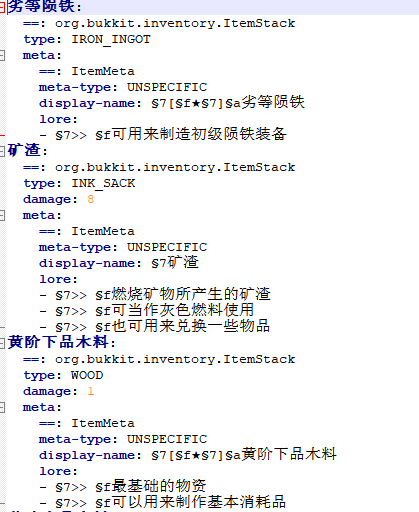 劣等陨铁:
  ==: org.bukkit.inventory.ItemStack
  type: IRON_INGOT
  meta:
    ==: ItemMeta
    meta-type: UNSPECIFIC
    display-name: §7[§f★§7]§a劣等陨铁
    lore:
    - §7>> §f可用来制造初级陨铁装备
矿渣:
  ==: org.bukkit.inventory.ItemStack
  type: INK_SACK
  damage: 8
  meta:
    ==: ItemMeta
    meta-type: UNSPECIFIC
    display-name: §7矿渣
    lore:
    - §7>> §f燃烧矿物所产生的矿渣
    - §7>> §f可当作灰色燃料使用
    - §7>> §f也可用来兑换一些物品
黄阶下品木料:
  ==: org.bukkit.inventory.ItemStack
  type: WOOD
  damage: 1
  meta:
    ==: ItemMeta
    meta-type: UNSPECIFIC
    display-name: §7[§f★§7]§a黄阶下品木料
    lore:
    - §7>> §f最基础的物资
    - §7>> §f可以用来制作基本消耗品